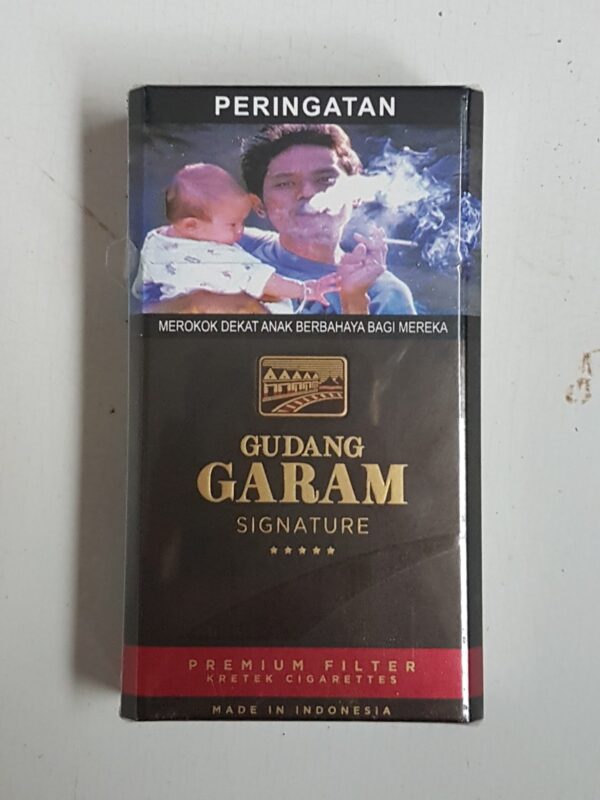 PERINGATAN
MEROKOK DEKAT ANAK BERBAHAYA BAGI MEREKA
GUDANG
GARAM
SIGNATURE
PREMIUM FILTER
KRETEK CIGARETTES
MADE IN INDONESIA